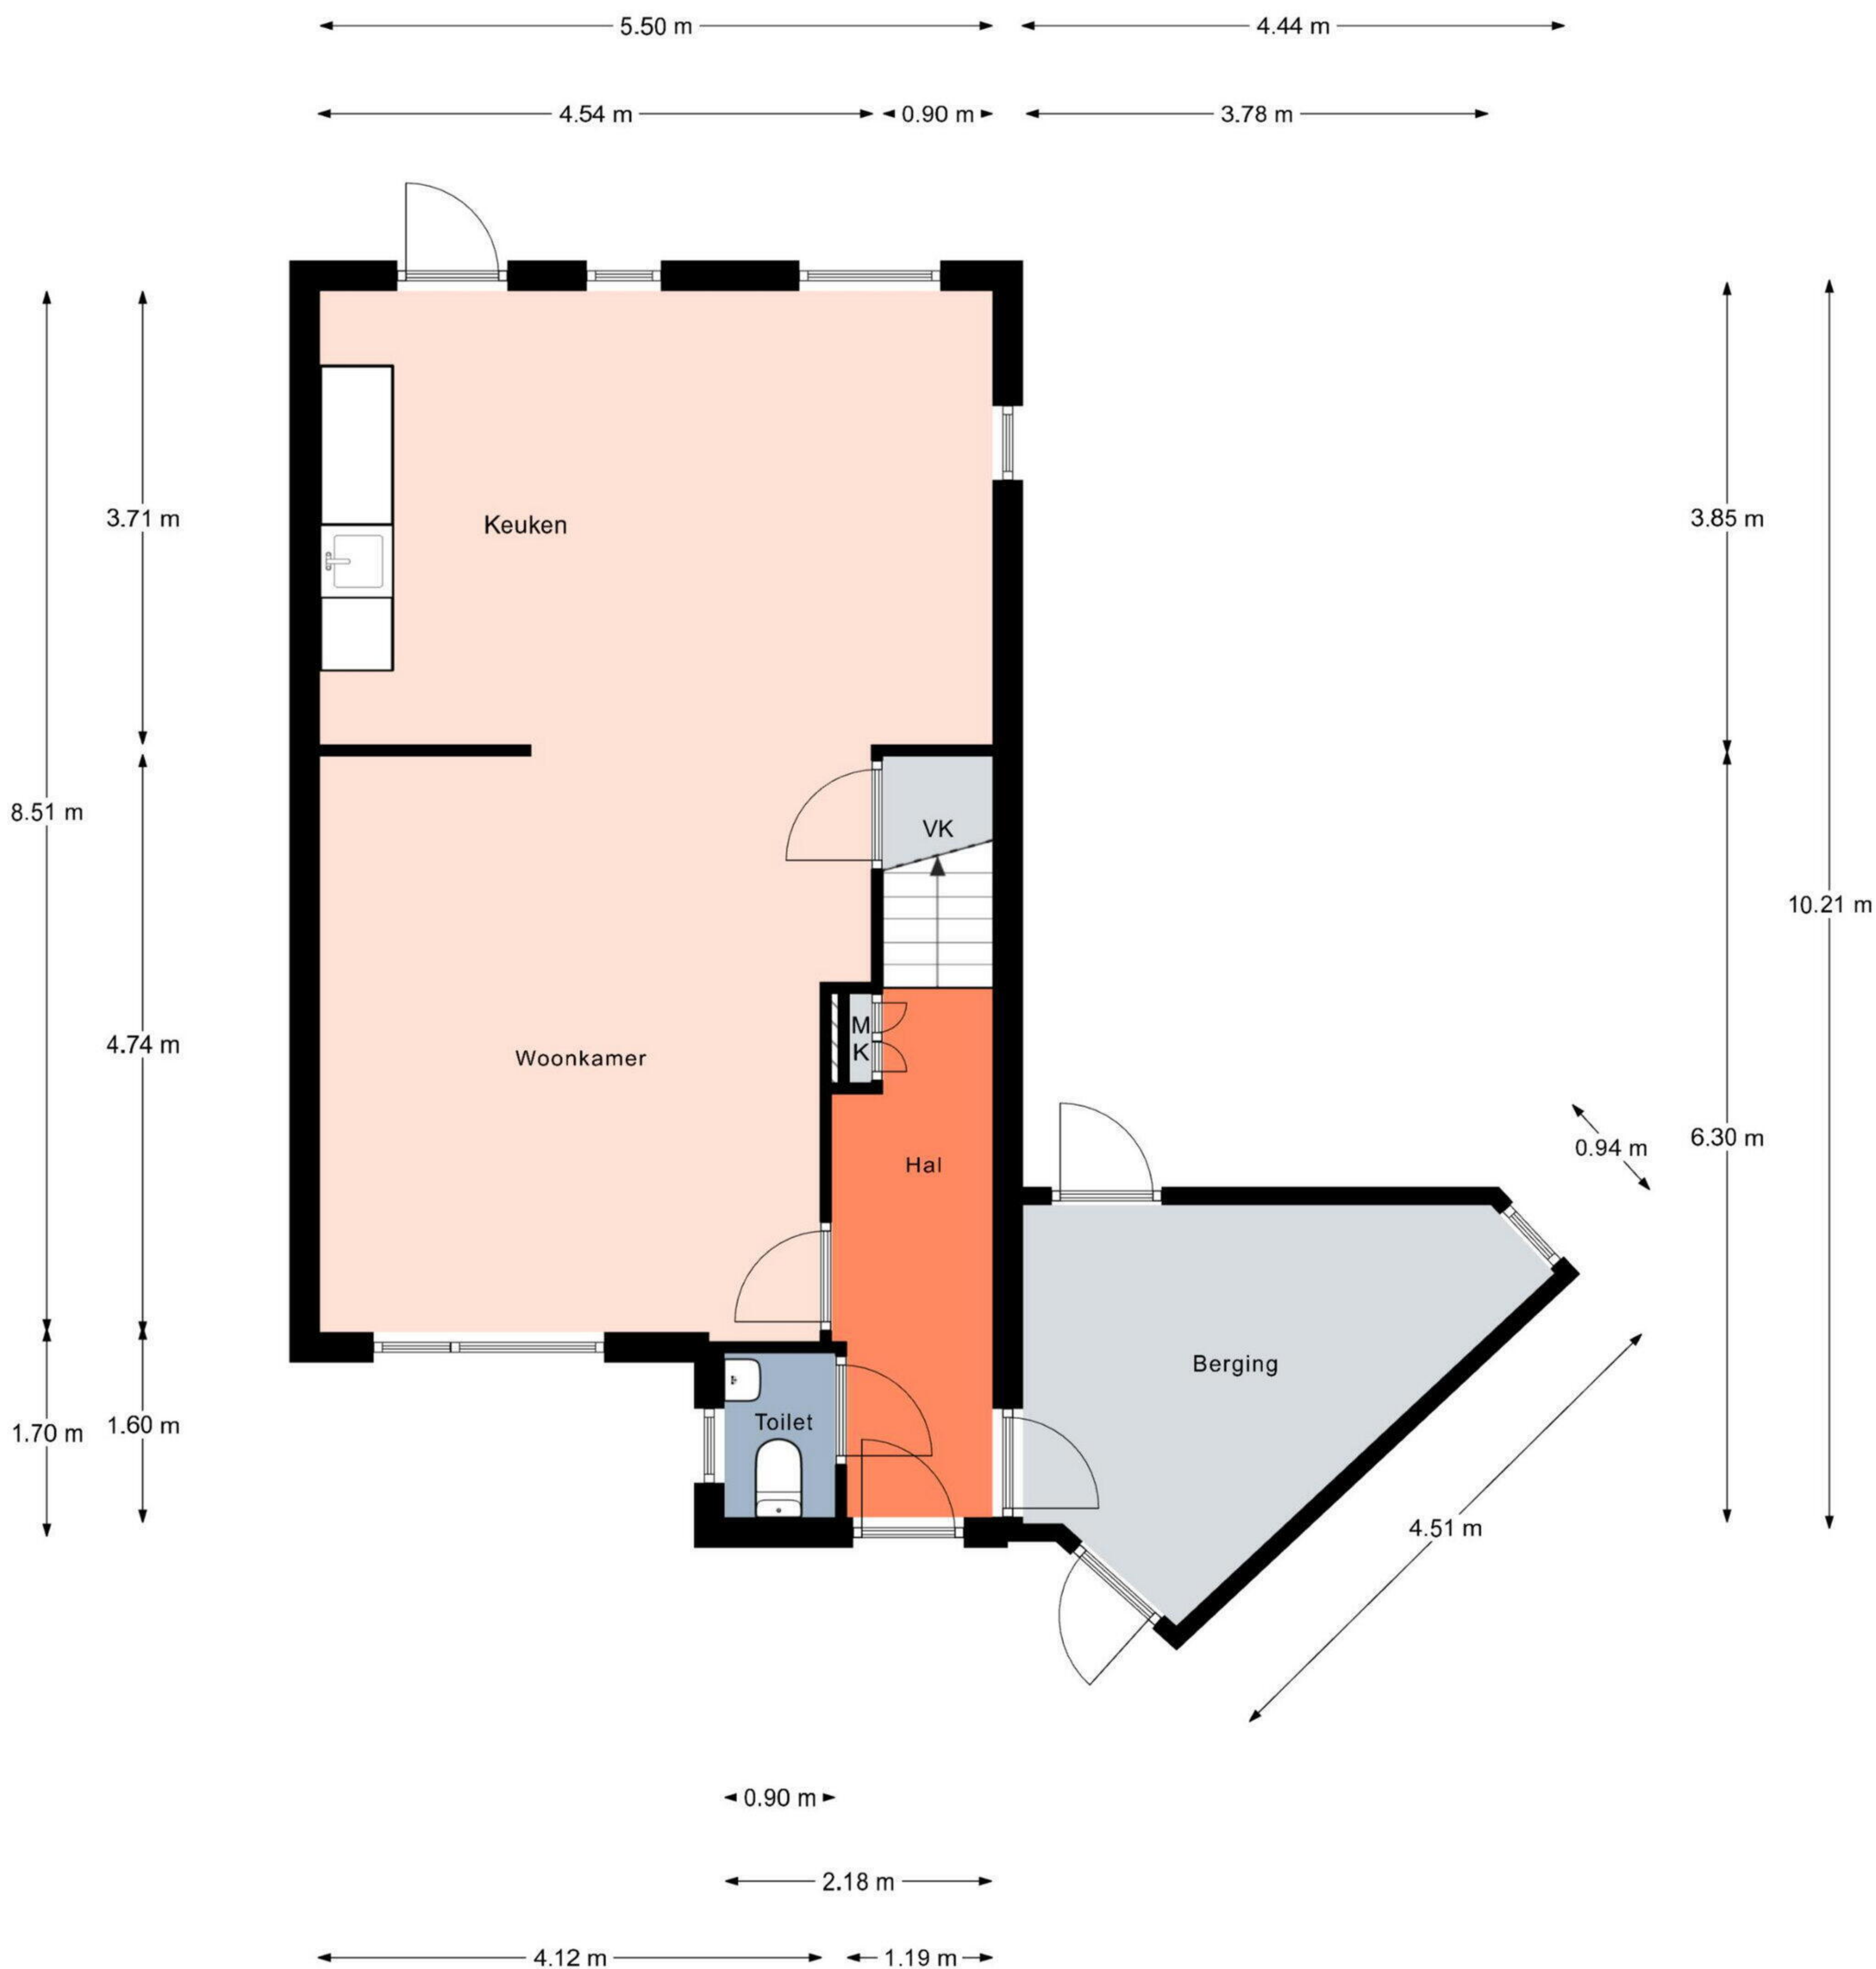 5.50 m
4.44 m
4.54 m
0.90 m
3.78 m
3.71 m
Keuken
3.85 m
8.51 m
VK
10.21 m
4.74 m
M
K
Woonkamer
6.30 m
0.94 m
Hal
Berging
1.70 m
1.60 m
Toilet
4.51 m
0.90 m
2.18 m
4.12 m
1.19 m